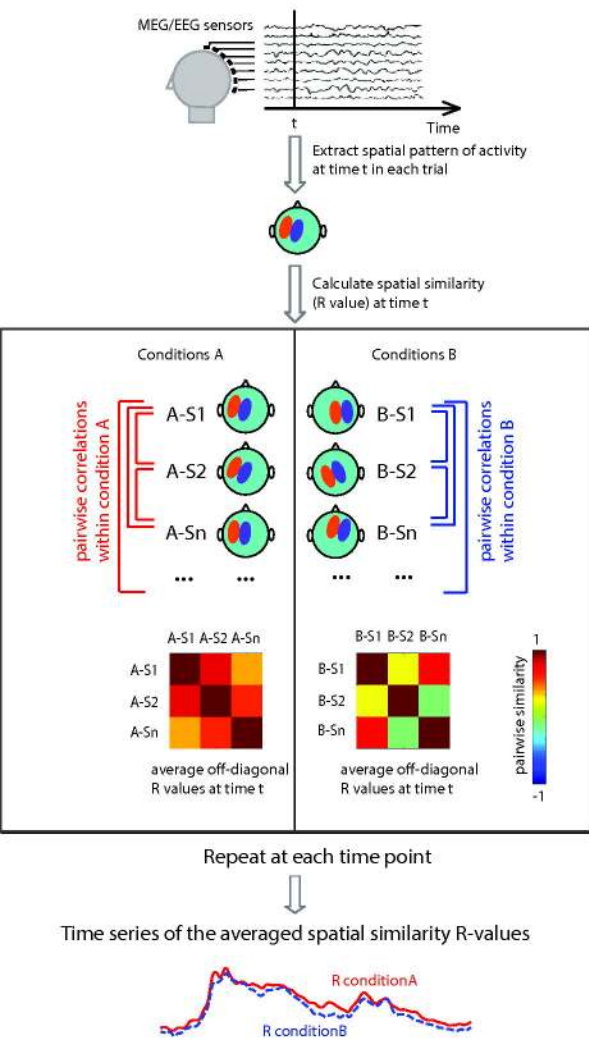 MEG/EEG sensors
t
Time
Extract spatial pattern of activity
at time t in each trial
Calculate spatial similarity
(R value) at time t
Conditions A
Conditions B
pairwise correlations
within condition A
A-S1
A-S2
A-Sn
... ...
B-S1
B-S2
B-Sn
... ...
pairwise correlations
within condition B
A-S1 A-S2 A-Sn
A-S1
A-S2
A-Sn
average off-diagonal
R values at time t
B-S1 B-S2 B-Sn
B-S1
B-S2
B-Sn
average off-diagonal
R values at time t
1
pairwise similarity
-1
Repeat at each time point
Time series of the averaged spatial similarity R-values
R conditionA
R conditionB